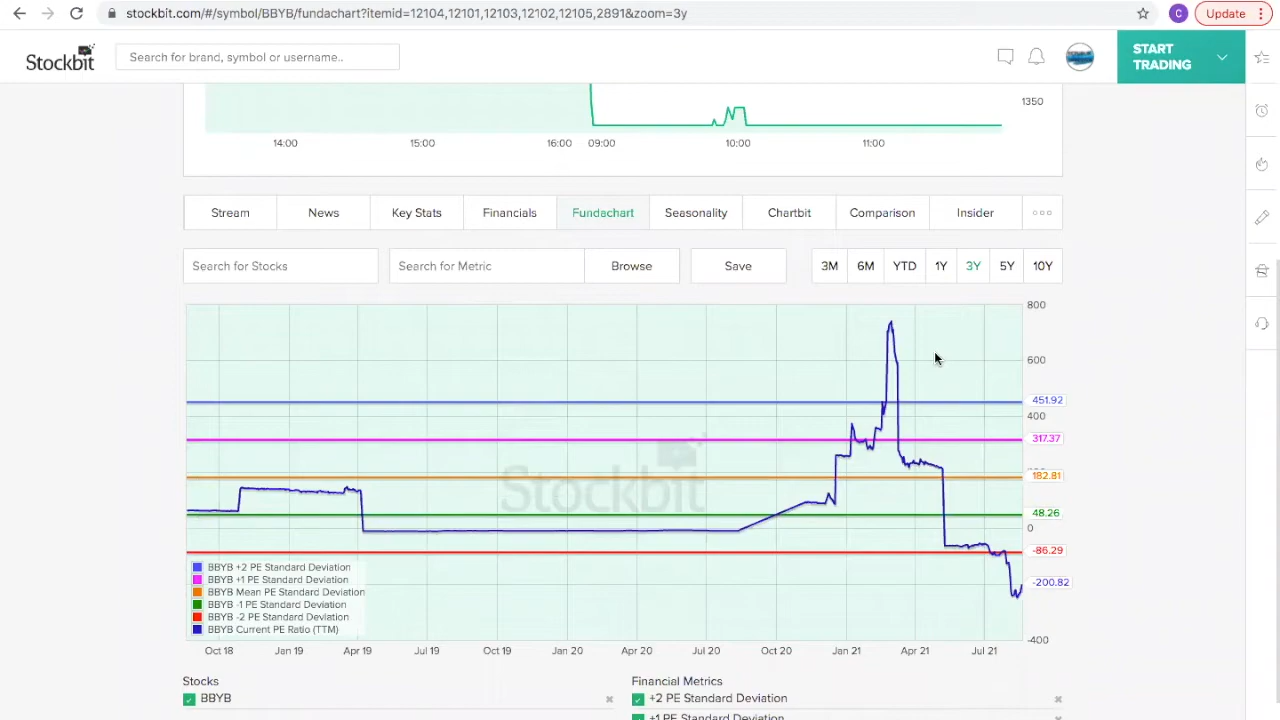 stockbit.com/#/symbol/BBYB/fundachart?itemid=12104,12101,12103,12102,12105,2891&zoom=3y
C
Update
Stockbit
Search for brand, symbol or username..
START TRADING
1350
14:00 15:00 16:00 09:00 10:00 11:00
Stream News Key Stats Financials Fundachart Seasonality Chartbit Comparison Insider
Search for Stocks Search for Metric Browse Save 3M 6M YTD 1Y 3Y 5Y 10Y
800
600
451.92
400
317.37
182.81
48.26
0
-86.29
-200.82
-400
Stockbit
BBYB +2 PE Standard Deviation
BBYB +1 PE Standard Deviation
BBYB Mean PE Standard Deviation
BBYB -1 PE Standard Deviation
BBYB -2 PE Standard Deviation
BBYB Current PE Ratio (TTM)
Oct 18 Jan 19 Apr 19 Jul 19 Oct 19 Jan 20 Apr 20 Jul 20 Oct 20 Jan 21 Apr 21 Jul 21
Stocks Financial Metrics
BBYB +2 PE Standard Deviation
+1 PE Standard Deviation